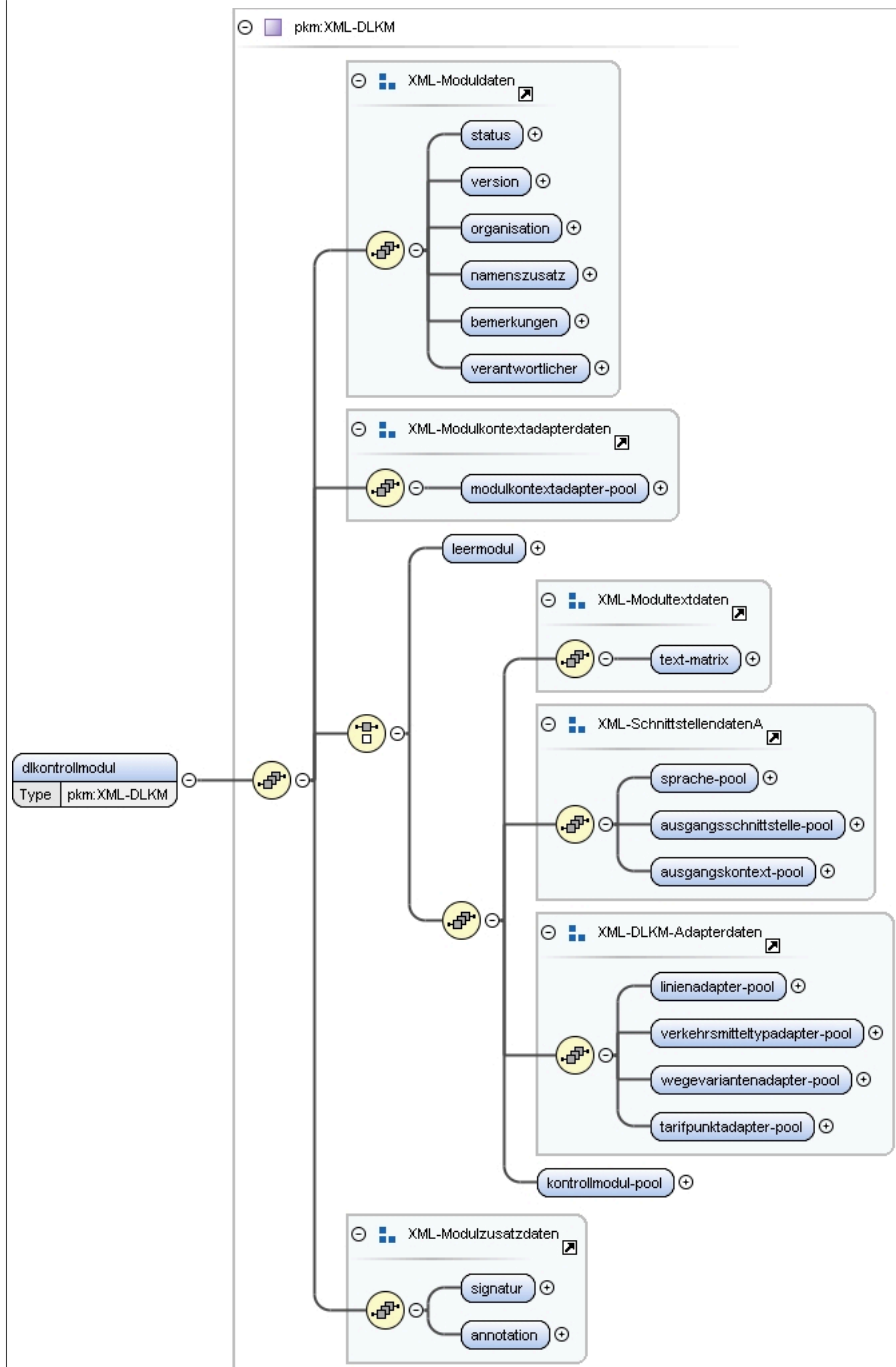 pkm:XML-DLKM
XML-Moduldaten
status
version
organisation
namenszusatz
bemerkungen
verantwortlicher
XML-Modulkontextadapterdaten
modulkontextadapter-pool
leermodul
XML-Modultextdaten
text-matrix
XML-SchnittstellendatenA
dlkontrollmodul
Type pkm:XML-DLKM
sprache-pool
ausgangsschnittstelle-pool
ausgangskontext-pool
XML-DLKM-Adapterdaten
linienadapter-pool
verkehrsmitteltypadapter-pool
wegevariantenadapter-pool
tarifpunktadapter-pool
kontrollmodul-pool
XML-Modulzusatzdaten
signatur
annotation